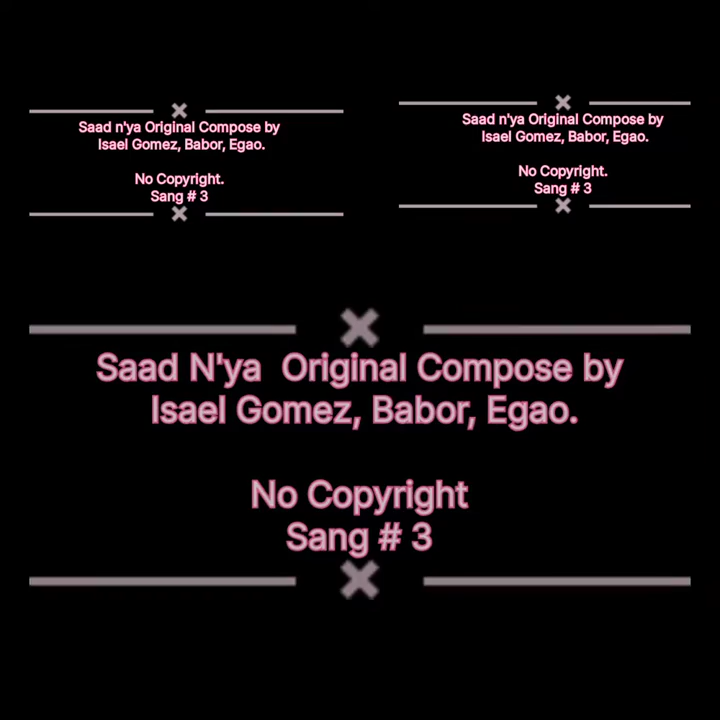 Saad n'ya Original Compose by
Isael Gomez, Babor, Egao.
No Copyright.
Sang # 3
Saad n'ya Original Compose by
Isael Gomez, Babor, Egao.
No Copyright.
Sang # 3
Saad N'ya Original Compose by
Isael Gomez, Babor, Egao.
No Copyright
Sang # 3